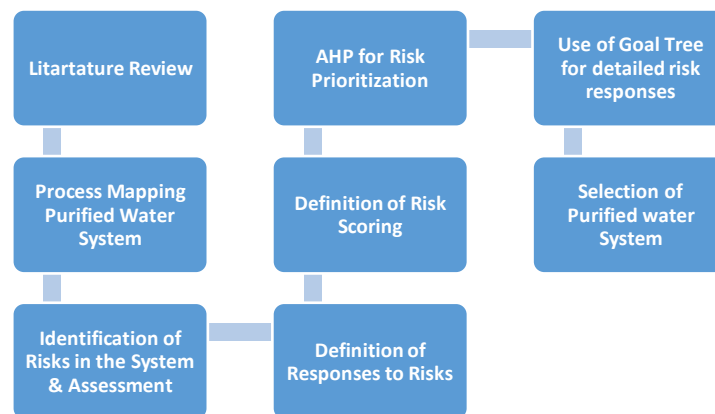 Litartature Review
Process Mapping
Purified Water
System
Identification of
Risks in the System
& Assessment
Definition of
Responses to Risks
Definition of Risk
Scoring
AHP for Risk
Prioritization
Use of Goal Tree
for detailed risk
responses
Selection of
Purified water
System